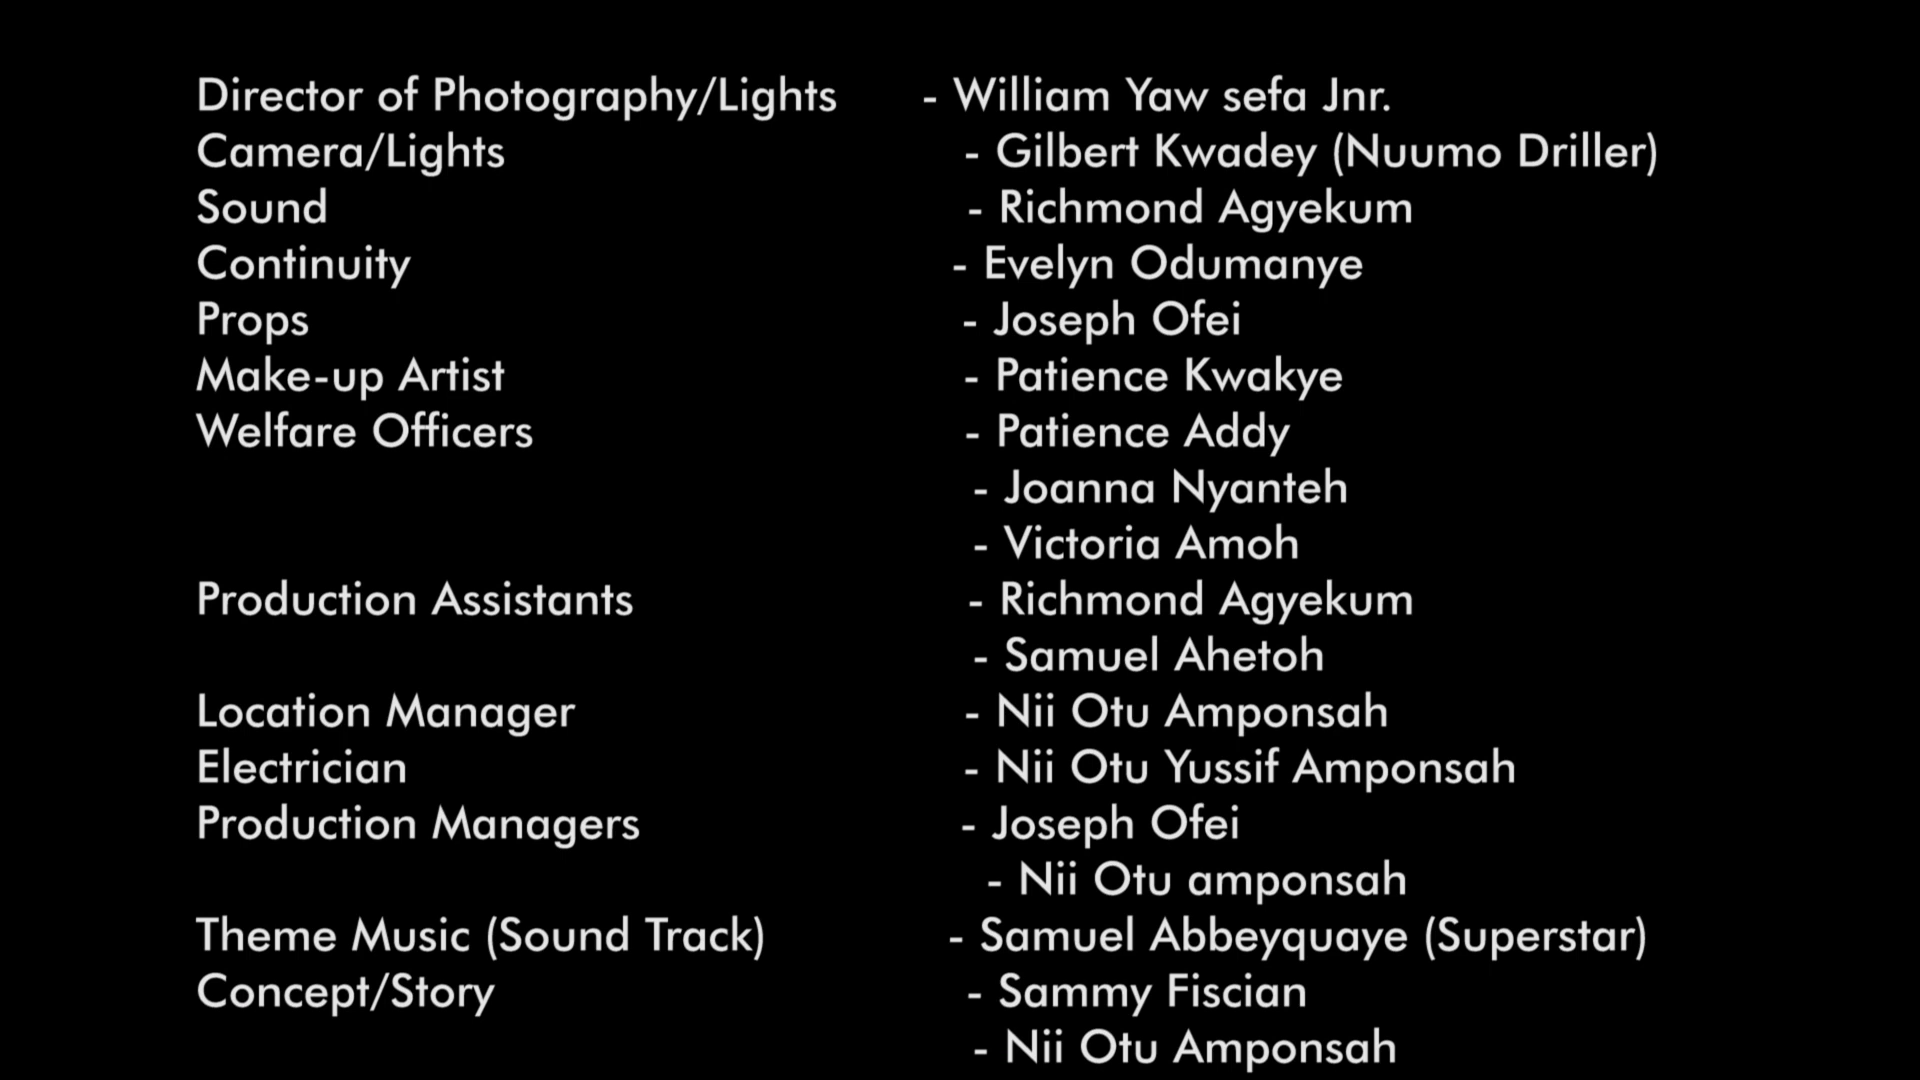 Director of Photography/Lights - William Yaw sefa Jnr.
Camera/Lights - Gilbert Kwadey (Nuumo Driller)
Sound - Richmond Agyekum
Continuity - Evelyn Odumanye
Props - Joseph Ofei
Make-up Artist - Patience Kwakye
Welfare Officers - Patience Addy
- Joanna Nyanteh
- Victoria Amoh
Production Assistants - Richmond Agyekum
- Samuel Ahetoh
Location Manager - Nii Otu Amponsah
Electrician - Nii Otu Yussif Amponsah
Production Managers - Joseph Ofei
- Nii Otu amponsah
Theme Music (Sound Track) - Samuel Abbeyquaye (Superstar)
Concept/Story - Sammy Fiscian
- Nii Otu Amponsah